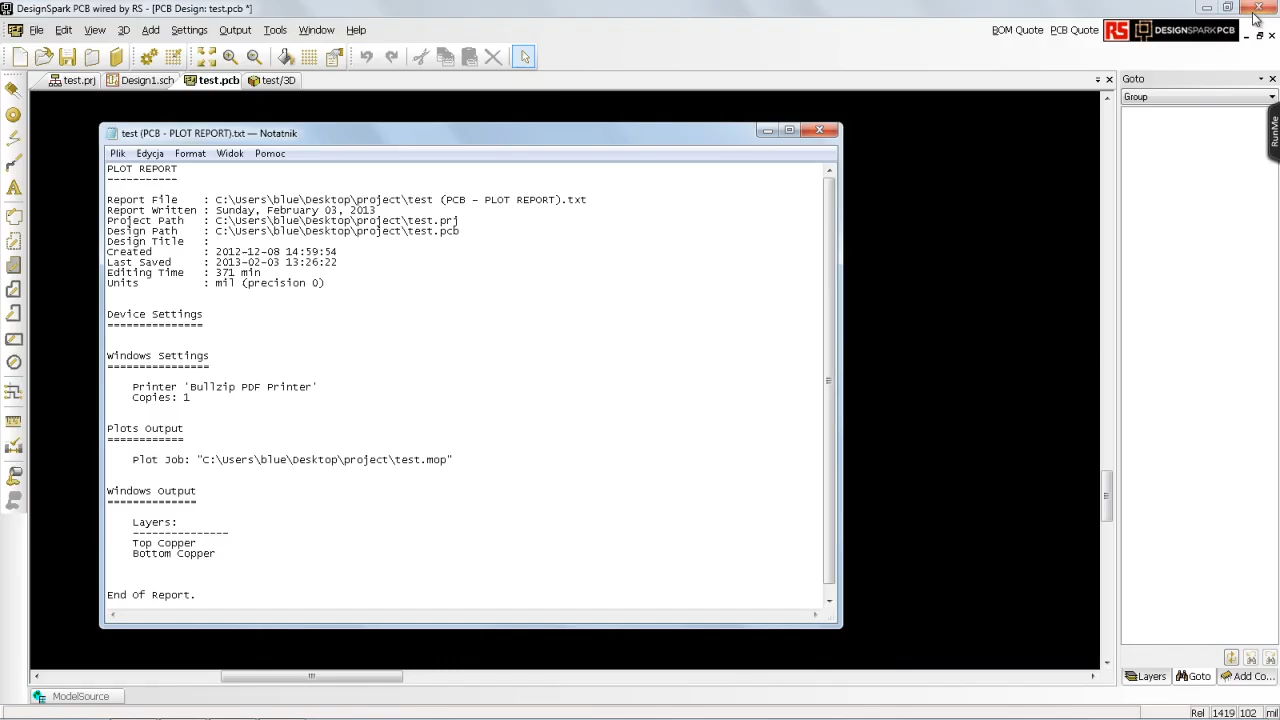 DesignSpark PCB wired by RS - [PCB Design: test.pcb *]
File Edit View 3D Add Settings Output Tools Window Help
BOM Quote PCB Quote RS DESIGNSPARKPCB
test.prj Design1.sch test.pcb test/3D
Goto
Group
RunMe
test (PCB - PLOT REPORT).txt — Notatnik
Plik Edycja Format Widok Pomoc
PLOT REPORT
-----------
Report File : C:\Users\blue\Desktop\project\test (PCB - PLOT REPORT).txt
Report Written : Sunday, February 03, 2013
Project Path : C:\Users\blue\Desktop\project\test.prj
Design Path : C:\Users\blue\Desktop\project\test.pcb
Design Title :
Created : 2012-12-08 14:59:54
Last Saved : 2013-02-03 13:26:22
Editing Time : 371 min
Units : mil (precision 0)
Device Settings
===============
Windows Settings
================
Printer 'Bullzip PDF Printer'
Copies: 1
Plots Output
============
Plot Job: "C:\Users\blue\Desktop\project\test.mop"
Windows Output
==============
Layers:
---------------
Top Copper
Bottom Copper
End Of Report.
Layers Goto Add Co...
ModelSource
Rel 1419 102 mil